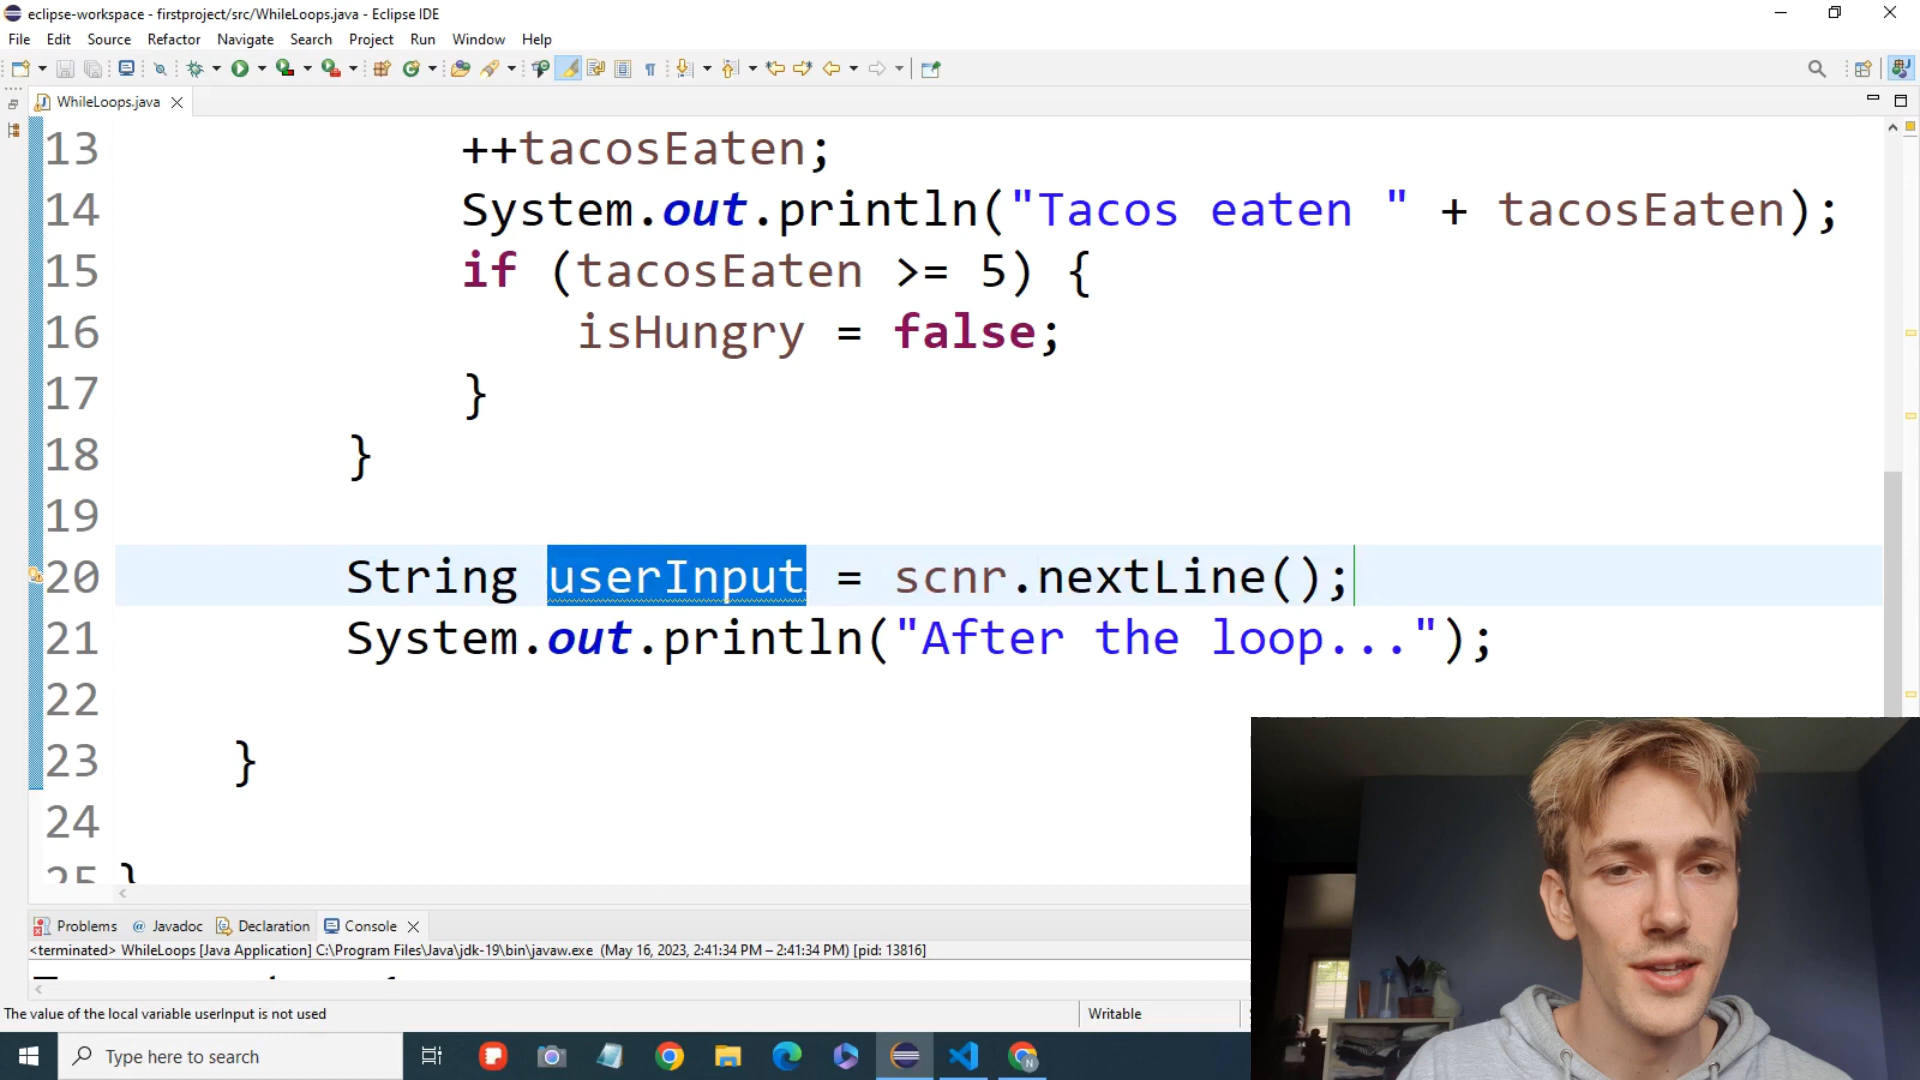 eclipse-workspace - firstproject/src/WhileLoops.java - Eclipse IDE
File Edit Source Refactor Navigate Search Project Run Window Help
WhileLoops.java
13 ++tacosEaten;
14 System.out.println("Tacos eaten " + tacosEaten);
15 if (tacosEaten >= 5) {
16 isHungry = false;
17 }
18 }
19
20 String userInput = scnr.nextLine();
21 System.out.println("After the loop...");
22
23 }
24
25 }
Problems @ Javadoc Declaration Console
<terminated> WhileLoops [Java Application] C:\Program Files\Java\jdk-19\bin\javaw.exe (May 16, 2023, 2:41:34 PM – 2:41:34 PM) [pid: 13816]
The value of the local variable userInput is not used Writable
Type here to search